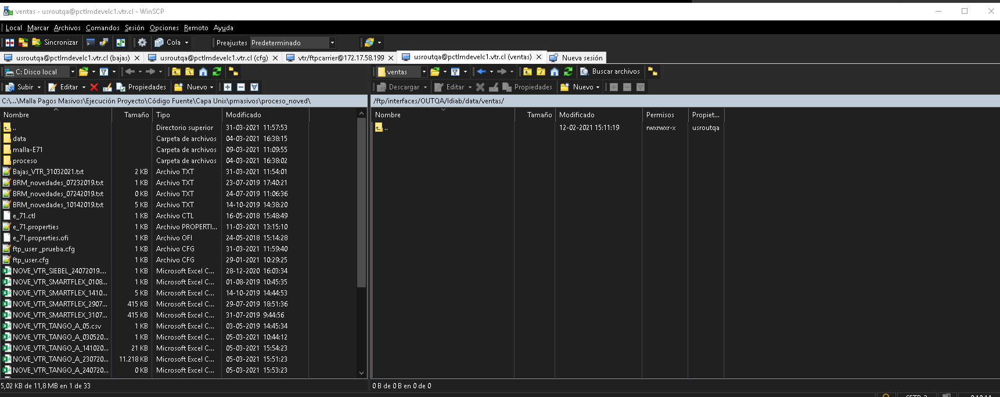 ventas - usroutqa@pctlmdevelc1.vtr.cl - WinSCP
Local Marcar Archivos Comandos Sesión Opciones Remoto Ayuda
Sincronizar Cola Preajustes Predeterminado
usroutqa@pctlmdevelc1.vtr.cl (bajas) usroutqa@pctlmdevelc1.vtr.cl (cfg) vtr/ftpcarrier@172.17.58.199 usroutqa@pctlmdevelc1.vtr.cl (ventas) Nueva sesión
C: Disco local
Subir Editar Propiedades Nuevo
C:\...\Malla Pagos Masivos\Ejecución Proyecto\Código Fuente\Capa Unix\pmasivos\proceso_noved\
Nombre Tamaño Tipo Modificado
.. Directorio superior 31-03-2021 11:57:53
data Carpeta de archivos 04-03-2021 16:38:15
malla-E71 Carpeta de archivos 09-03-2021 11:09:55
proceso Carpeta de archivos 04-03-2021 16:38:02
Bajas_VTR_31032021.txt 2 KB Archivo TXT 31-03-2021 11:54:01
BRM_novedades_07232019.txt 1 KB Archivo TXT 23-07-2019 17:40:21
BRM_novedades_07242019.txt 0 KB Archivo TXT 24-07-2019 11:06:36
BRM_novedades_10142019.txt 5 KB Archivo TXT 14-10-2019 14:38:20
e_71.ctl 1 KB Archivo CTL 16-05-2018 15:48:49
e_71.properties 1 KB Archivo PROPERTI... 11-03-2021 13:15:10
e_71.properties.ofi 1 KB Archivo OFI 24-05-2018 15:14:28
ftp_user _prueba.cfg 1 KB Archivo CFG 31-03-2021 11:59:40
ftp_user.cfg 1 KB Archivo CFG 29-01-2021 10:29:25
NOVE_VTR_SIEBEL_24072019.... 1 KB Microsoft Excel C... 28-12-2020 16:03:34
NOVE_VTR_SMARTFLEX_0108... 1 KB Microsoft Excel C... 01-08-2019 10:45:35
NOVE_VTR_SMARTFLEX_1410... 5 KB Microsoft Excel C... 14-10-2019 14:44:53
NOVE_VTR_SMARTFLEX_2907... 415 KB Microsoft Excel C... 29-07-2019 18:51:36
NOVE_VTR_SMARTFLEX_3107... 415 KB Microsoft Excel C... 31-07-2019 9:44:56
NOVE_VTR_TANGO_A_05.csv 1 KB Microsoft Excel C... 03-05-2019 14:45:34
NOVE_VTR_TANGO_A_030520... 1 KB Microsoft Excel C... 05-03-2021 10:44:12
NOVE_VTR_TANGO_A_141020... 21 KB Microsoft Excel C... 05-03-2021 15:54:23
NOVE_VTR_TANGO_A_230720... 11.218 KB Microsoft Excel C... 05-03-2021 15:51:23
NOVE_VTR_TANGO_A_240720... 0 KB Microsoft Excel C... 05-03-2021 15:53:23
5,02 KB de 11,8 MB en 1 de 33
ventas Buscar archivos
Descargar Editar Propiedades Nuevo
/ftp/interfaces/OUTQA/ldiab/data/ventas/
Nombre Tamaño Modificado Permisos Propiet...
.. 12-02-2021 15:11:19 rwxrwxr-x usroutqa
0 B de 0 B en 0 de 0